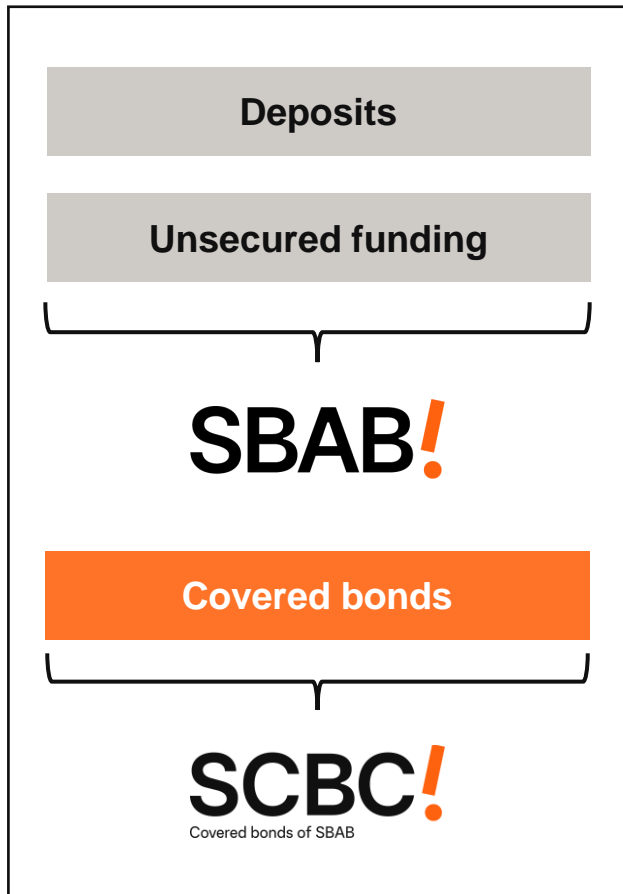 Deposits
Unsecured funding
SBAB!
Covered bonds
SCBC!
Covered bonds of SBAB